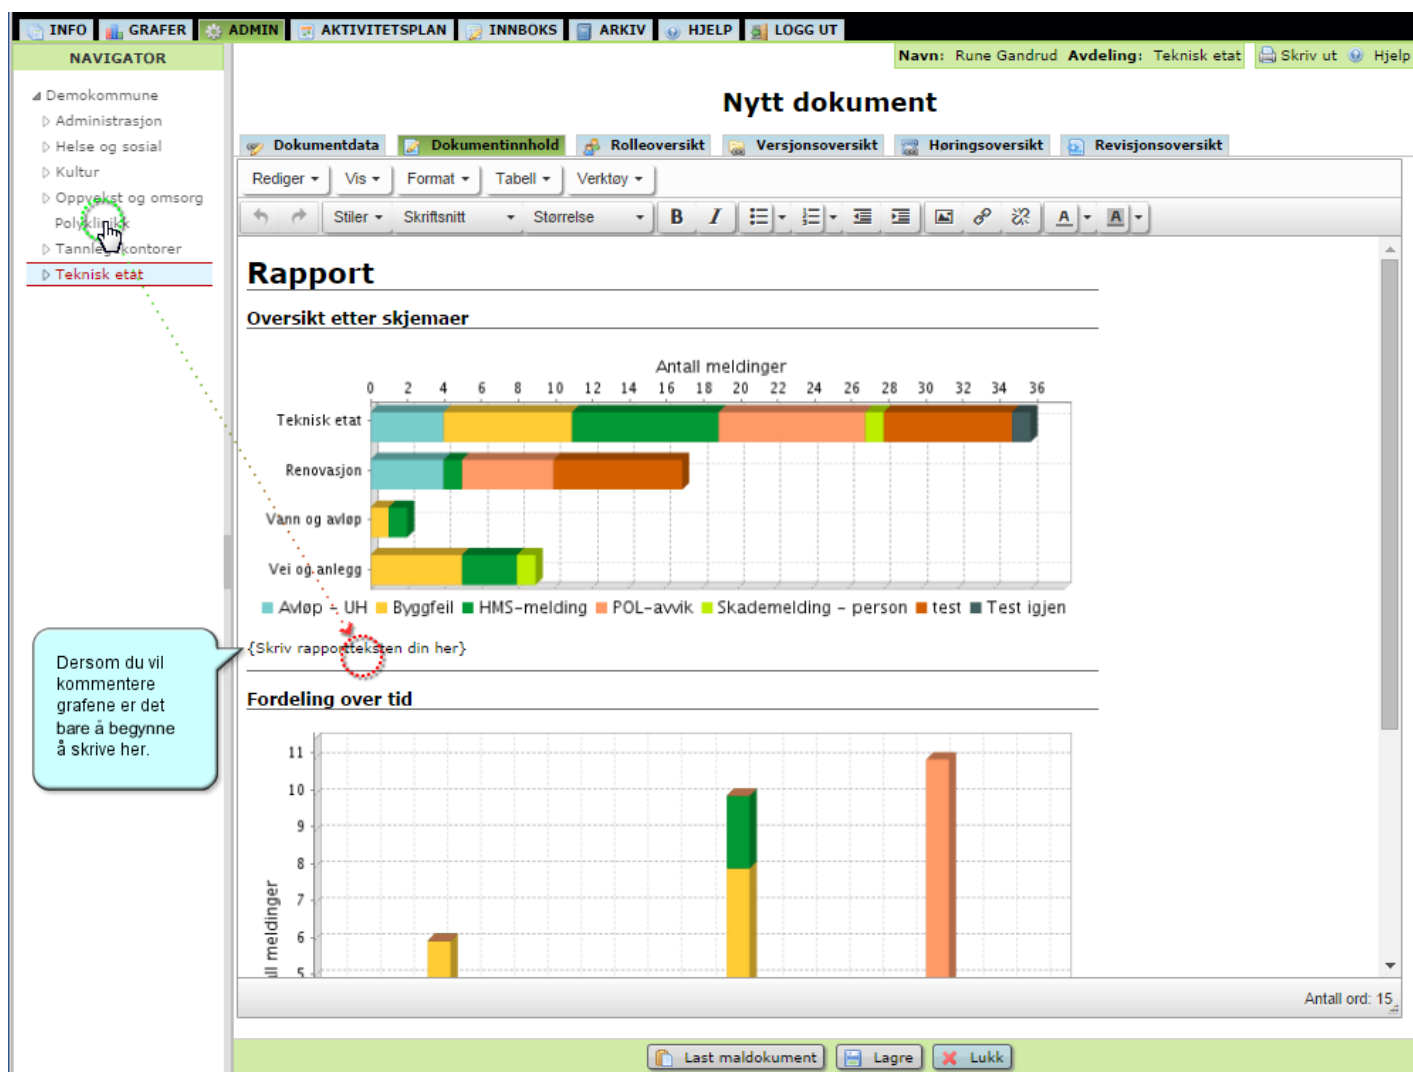 INFO GRAFER ADMIN AKTIVITETSPLAN INNBOKS ARKIV HJELP LOGG UT
NAVIGATOR
Navn: Rune Gandrud Avdeling: Teknisk etat Skriv ut Hjelp
Demokommune
Administrasjon
Helse og sosial
Kultur
Oppvekst og omsorg
Polyklinikk
Tannlegekontorer
Teknisk etat
Nytt dokument
Dokumentdata Dokumentinnhold Rolleoversikt Versjonsoversikt Høringsoversikt Revisjonsoversikt
Rediger Vis Format Tabell Verktøy
Stiler Skriftsnitt Størrelse B I A A
Rapport
Oversikt etter skjemaer
Antall meldinger
0 2 4 6 8 10 12 14 16 18 20 22 24 26 28 30 32 34 36
Teknisk etat
Renovasjon
Vann og avløp
Vei og anlegg
Avløp - UH Byggfeil HMS-melding POL-avvik Skademelding - person test Test igjen
{Skriv rapportteksten din her}
Dersom du vil
kommentere
grafene er det
bare å begynne
å skrive her.
Fordeling over tid
11
10
9
8
7
6
5
ll meldinger
Antall ord: 15
Last maldokument Lagre Lukk